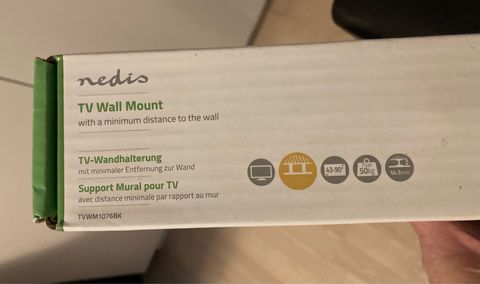 nedis
TV Wall Mount
with a minimum distance to the wall
TV-Wandhalterung
mit minimaler Entfernung zur Wand
Support Mural pour TV
avec distance minimale par rapport au mur
TVWM1076BK
43-90"
50kg
14.5mm